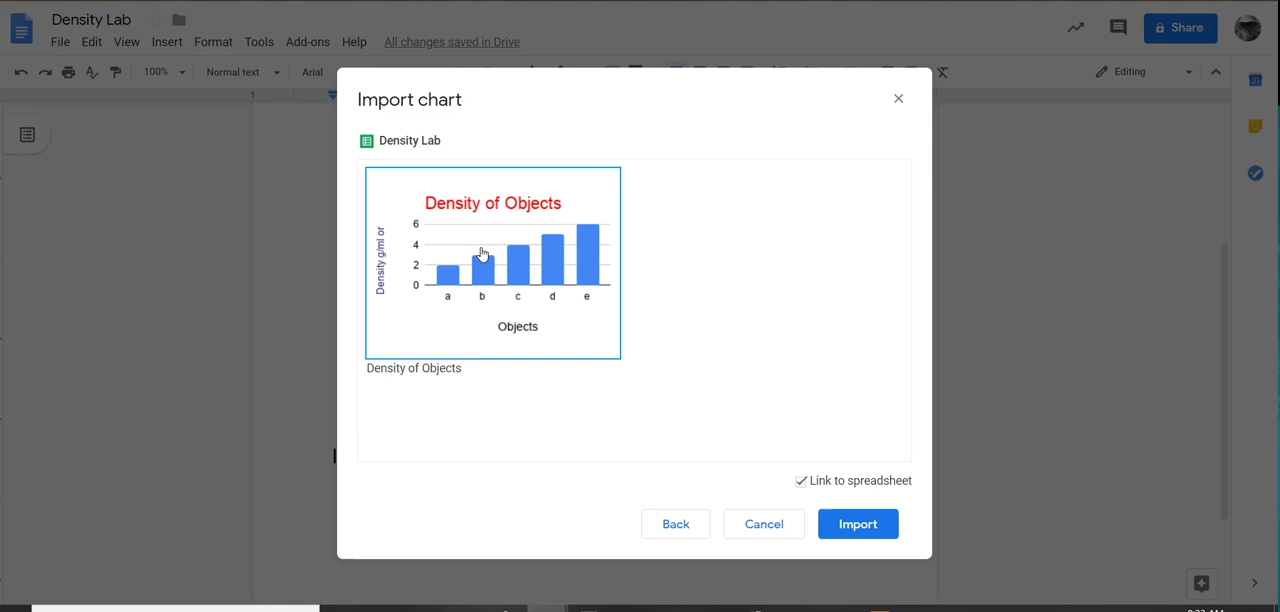 Density Lab
File Edit View Insert Format Tools Add-ons Help All changes saved in Drive
Share
100% Normal text Arial
Editing
1
Import chart
Density Lab
Density of Objects
Density g/ml or
6
4
2
0
a b c d e
Objects
Density of Objects
Link to spreadsheet
Back Cancel Import